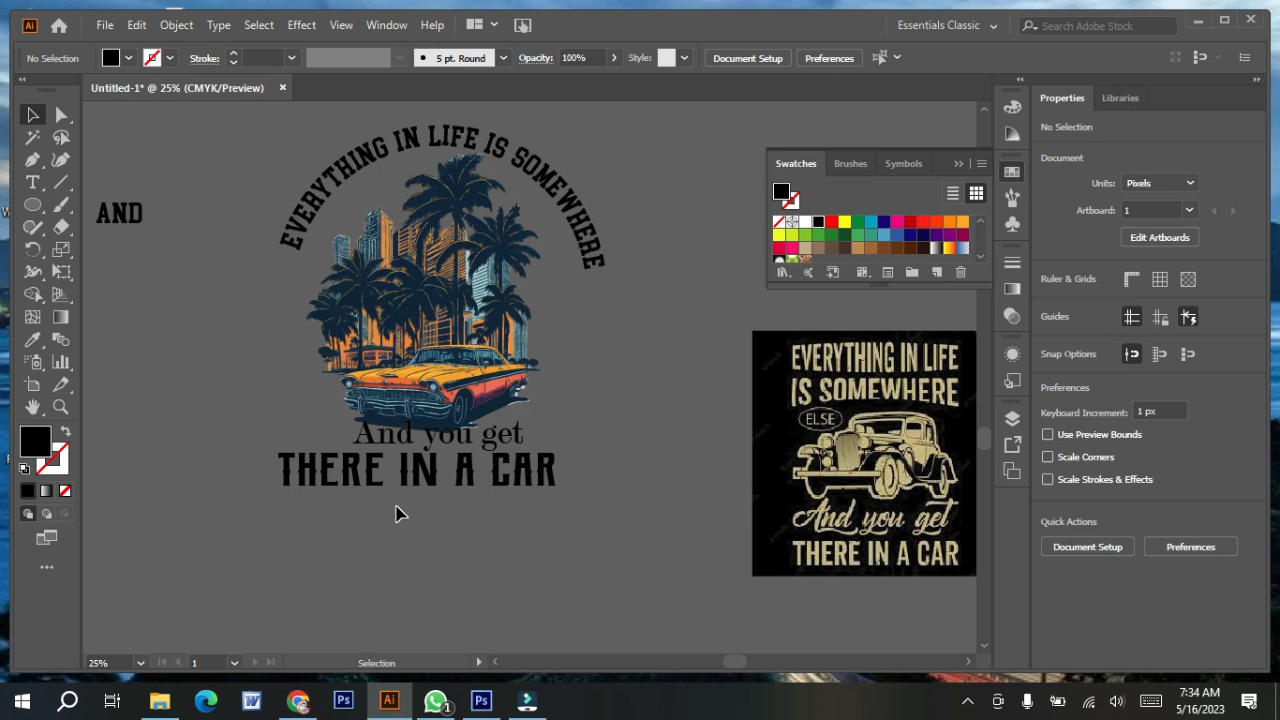 Ai File Edit Object Type Select Effect View Window Help Essentials Classic Search Adobe Stock
No Selection Stroke: 5 pt. Round Opacity: 100% Style: Document Setup Preferences
Untitled-1* @ 25% (CMYK/Preview)
Properties Libraries
No Selection
Document
Units: Pixels
Artboard: 1
Edit Artboards
Ruler & Grids
Guides
Snap Options
Preferences
Keyboard Increment: 1 px
Use Preview Bounds
Scale Corners
Scale Strokes & Effects
Quick Actions
Document Setup Preferences
Swatches Brushes Symbols
AND
EVERYTHING IN LIFE IS SOMEWHERE
And you get
THERE IN A CAR
EVERYTHING IN LIFE
IS SOMEWHERE
ELSE
And you get
THERE IN A CAR
25% 1 Selection
W Ps Ai 1 Ps
7:34 AM
5/16/2023